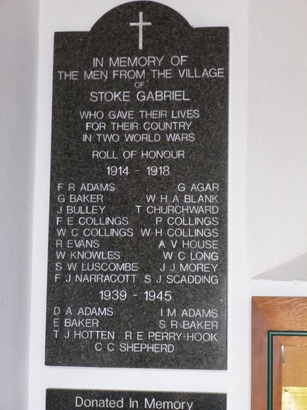 IN MEMORY OF
THE MEN FROM THE VILLAGE
OF
STOKE GABRIEL
WHO GAVE THEIR LIVES
FOR THEIR COUNTRY
IN TWO WORLD WARS
ROLL OF HONOUR
1914 - 1918
F R ADAMS G AGAR
G BAKER W H A BLANK
J BULLEY T CHURCHWARD
F E COLLINGS P COLLINGS
W C COLLINGS W H COLLINGS
R EVANS A V HOUSE
W KNOWLES W C LONG
S W LUSCOMBE J J MOREY
F J NARRACOTT S J SCADDING
1939 - 1945
D A ADAMS I M ADAMS
E BAKER S R BAKER
T J HOTTEN R E PERRY-HOOK
C C SHEPHERD
Donated In Memory